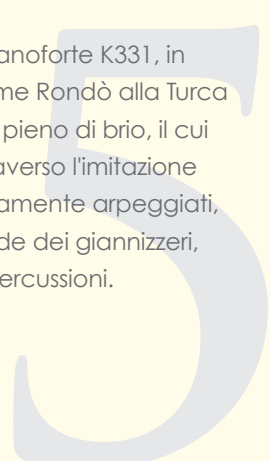 anoforte K331, in
me Rondò alla Turca
pieno di brio, il cui
averso l'imitazione
amente arpeggiati,
de dei giannizzeri,
ercussioni.
5